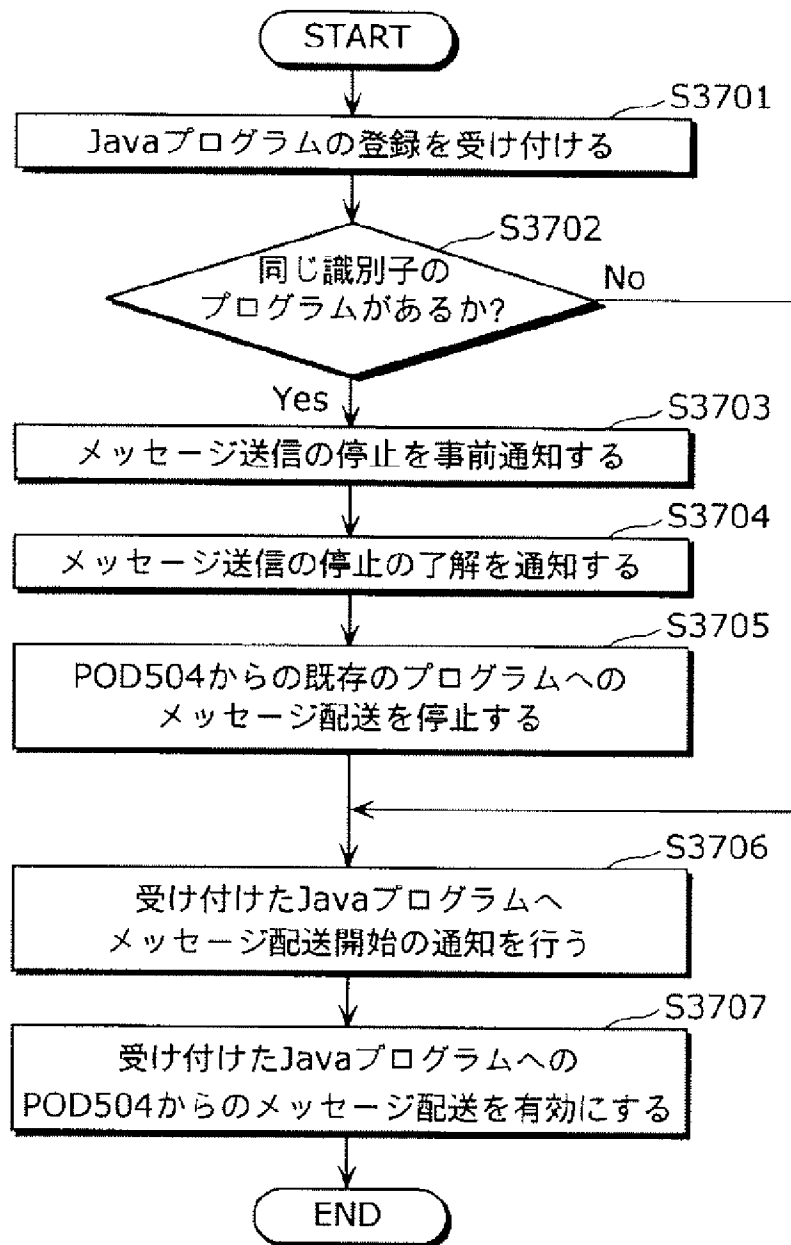 START
S3701
Javaプログラムの登録を受け付ける
S3702
同じ識別子の
プログラムがあるか?
No
Yes
S3703
メッセージ送信の停止を事前通知する
S3704
メッセージ送信の停止の了解を通知する
S3705
POD504からの既存のプログラムへの
メッセージ配送を停止する
S3706
受け付けたJavaプログラムへ
メッセージ配送開始の通知を行う
S3707
受け付けたJavaプログラムへの
POD504からのメッセージ配送を有効にする
END